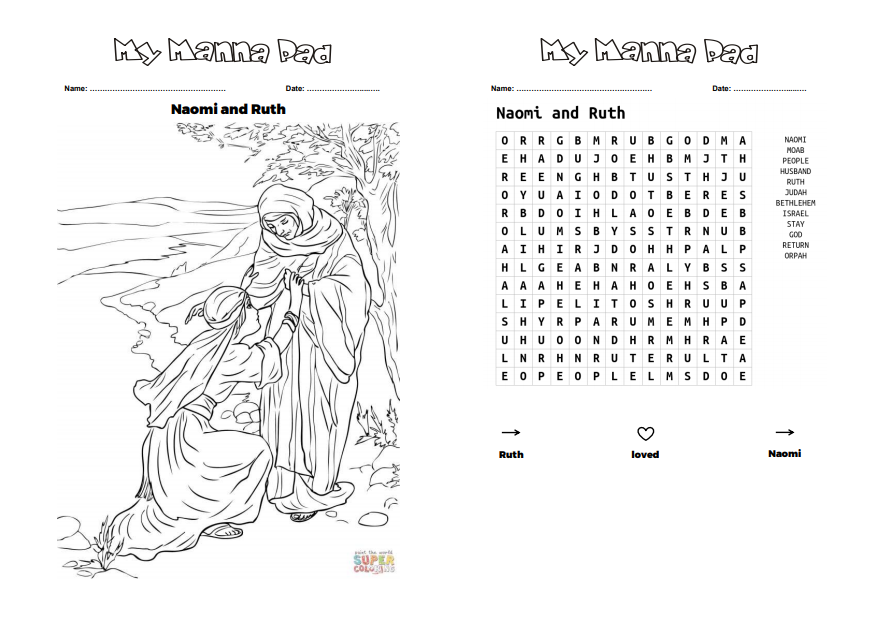 My Manna Pad
Name: ................................................ Date: ..........................
Naomi and Ruth
paint the world
SUPER
COLORING
My Manna Pad
Name: ................................................ Date: ..........................
Naomi and Ruth
O R R G B M R U B G O D M A
E H A D U J O E H B M J T H
R E E N G H B T U S T H J U
O Y U A I O D O T B E R E S
R B D O I H L A O E B D E B
O L U M S B Y S S T R N U B
A I H I R J D O H H P A L P
H L G E A B N R A L Y B S S
A A A H E H A H O E H S B A
L I P E L I T O S H R U U P
S H Y R P A R U M E M H P D
U H U O O N D H R M H R A E
L N R H N R U T E R U L T A
E O P E O P L E L M S D O E
NAOMI
MOAB
PEOPLE
HUSBAND
RUTH
JUDAH
BETHLEHEM
ISRAEL
STAY
GOD
RETURN
ORPAH
Ruth loved Naomi